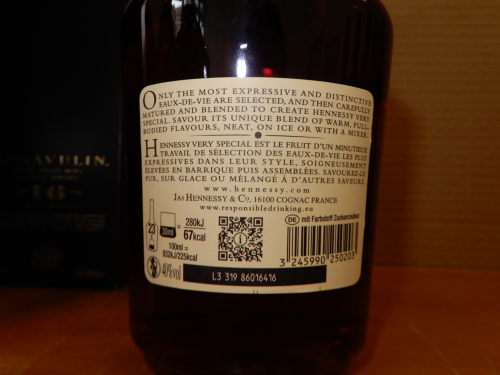 ONLY THE MOST EXPRESSIVE AND DISTINCTIVE
EAUX-DE-VIE ARE SELECTED, AND THEN CAREFULLY
MATURED AND BLENDED TO CREATE HENNESSY VERY
SPECIAL. SAVOUR ITS UNIQUE BLEND OF WARM, FULL-
BODIED FLAVOURS, NEAT, ON ICE OR WITH A MIXER.
HENNESSY VERY SPECIAL EST LE FRUIT D'UN MINUTIEUX
TRAVAIL DE SÉLECTION DES EAUX-DE-VIE LES PLUS
EXPRESSIVES DANS LEUR STYLE, SOIGNEUSEMENT
ELEVÉES EN BARRIQUE PUIS ASSEMBLÉES. SAVOUREZ-LE
PUR, SUR GLACE OU MÉLANGÉ À D'AUTRES SAVEURS.
www.hennessy.com
JAS HENNESSY & Cº, 16100 COGNAC FRANCE
www.responsibledrinking.eu
23
30ml
280kJ
67kcal
100ml=
932kJ/225kcal
40%vol
DE mit Farbstoff Zuckerkulör
3 245990 250203
L3 319 86016416
AVULIN.
16